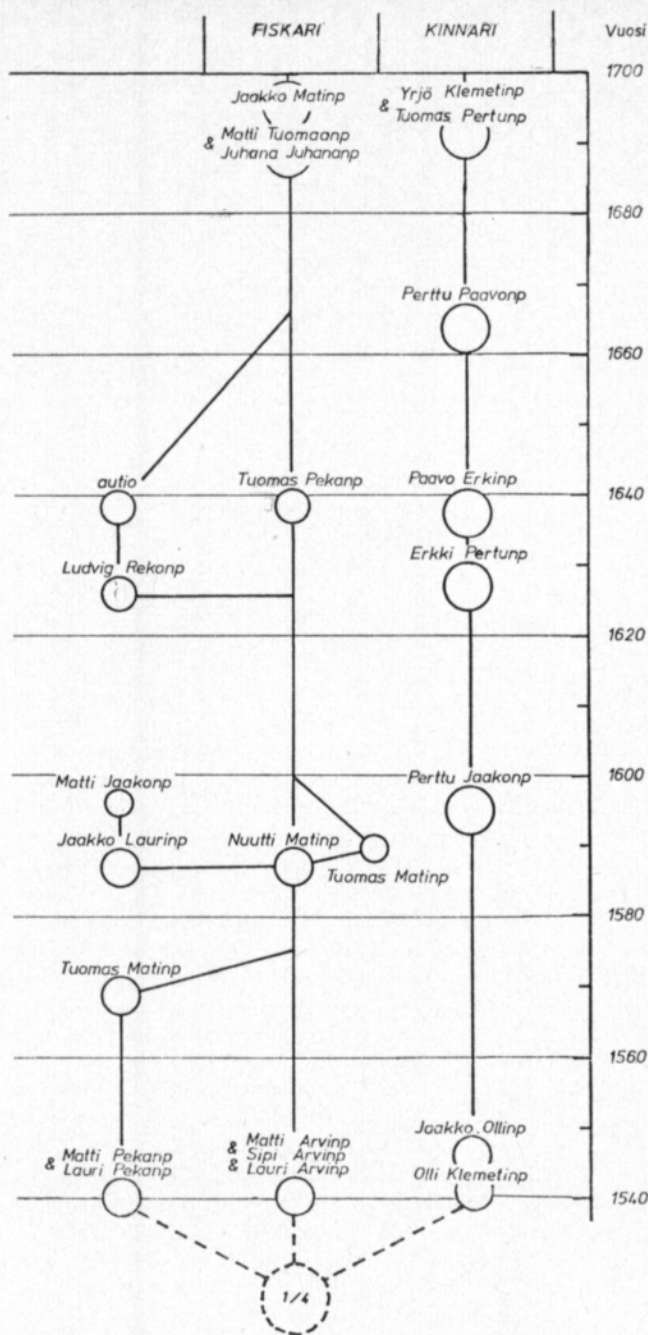 FISKARI KINNARI Vuosi
1700
Jaakko Matinp
Yrjö Klemetinp
& Tuomas Pertunp
& Matti Tuomaanp
Juhana Juhananp
1680
Perttu Paavonp
1660
autio
Tuomas Pekanp
Paavo Erkinp
1640
Erkki Pertunp
Ludvig Rekonp
1620
Matti Jaakonp
Perttu Jaakonp
1600
Jaakko Laurinp
Nuutti Matinp
Tuomas Matinp
1580
Tuomas Matinp
1560
Jaakko Ollinp
& Matti Pekanp
Lauri Pekanp
& Matti Arvinp
& Sipi Arvinp
& Lauri Arvinp
Olli Klemetinp
1540
1/4